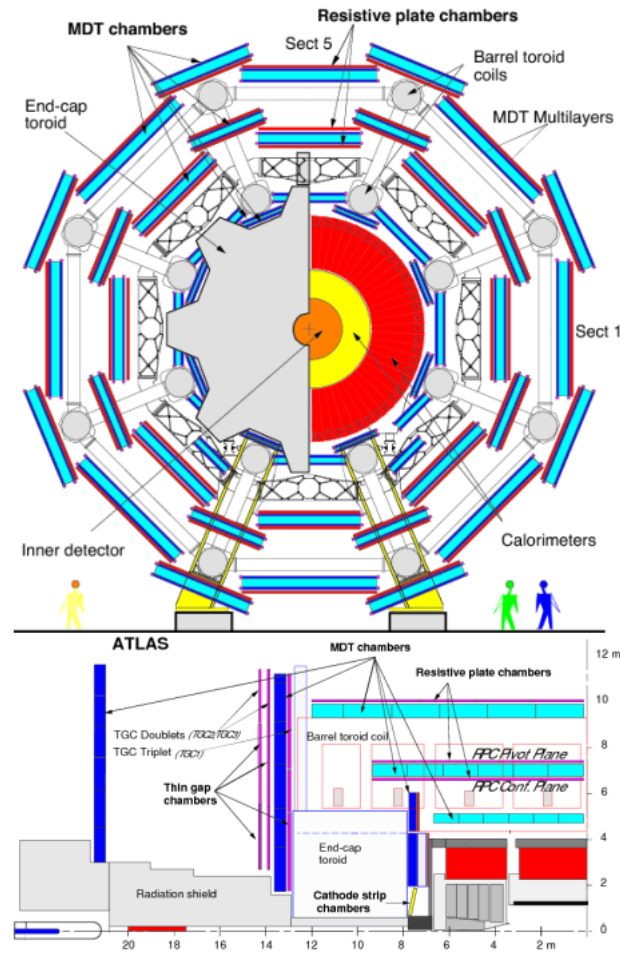 MDT chambers
Resistive plate chambers
Sect 5
Barrel toroid
coils
End-cap
toroid
MDT Multilayers
Sect 1
Inner detector
Calorimeters
ATLAS
MDT chambers
Resistive plate chambers
12 m
10
8
6
4
2
0
TGC Doublets (TGC2,TGC3)
TGC Triplet (TGC1)
Barrel toroid coil
RPC Pivot Plane
RPC Conf. Plane
Thin gap
chambers
End-cap
toroid
Radiation shield
Cathode strip
chambers
20 18 16 14 12 10 8 6 4 2 m